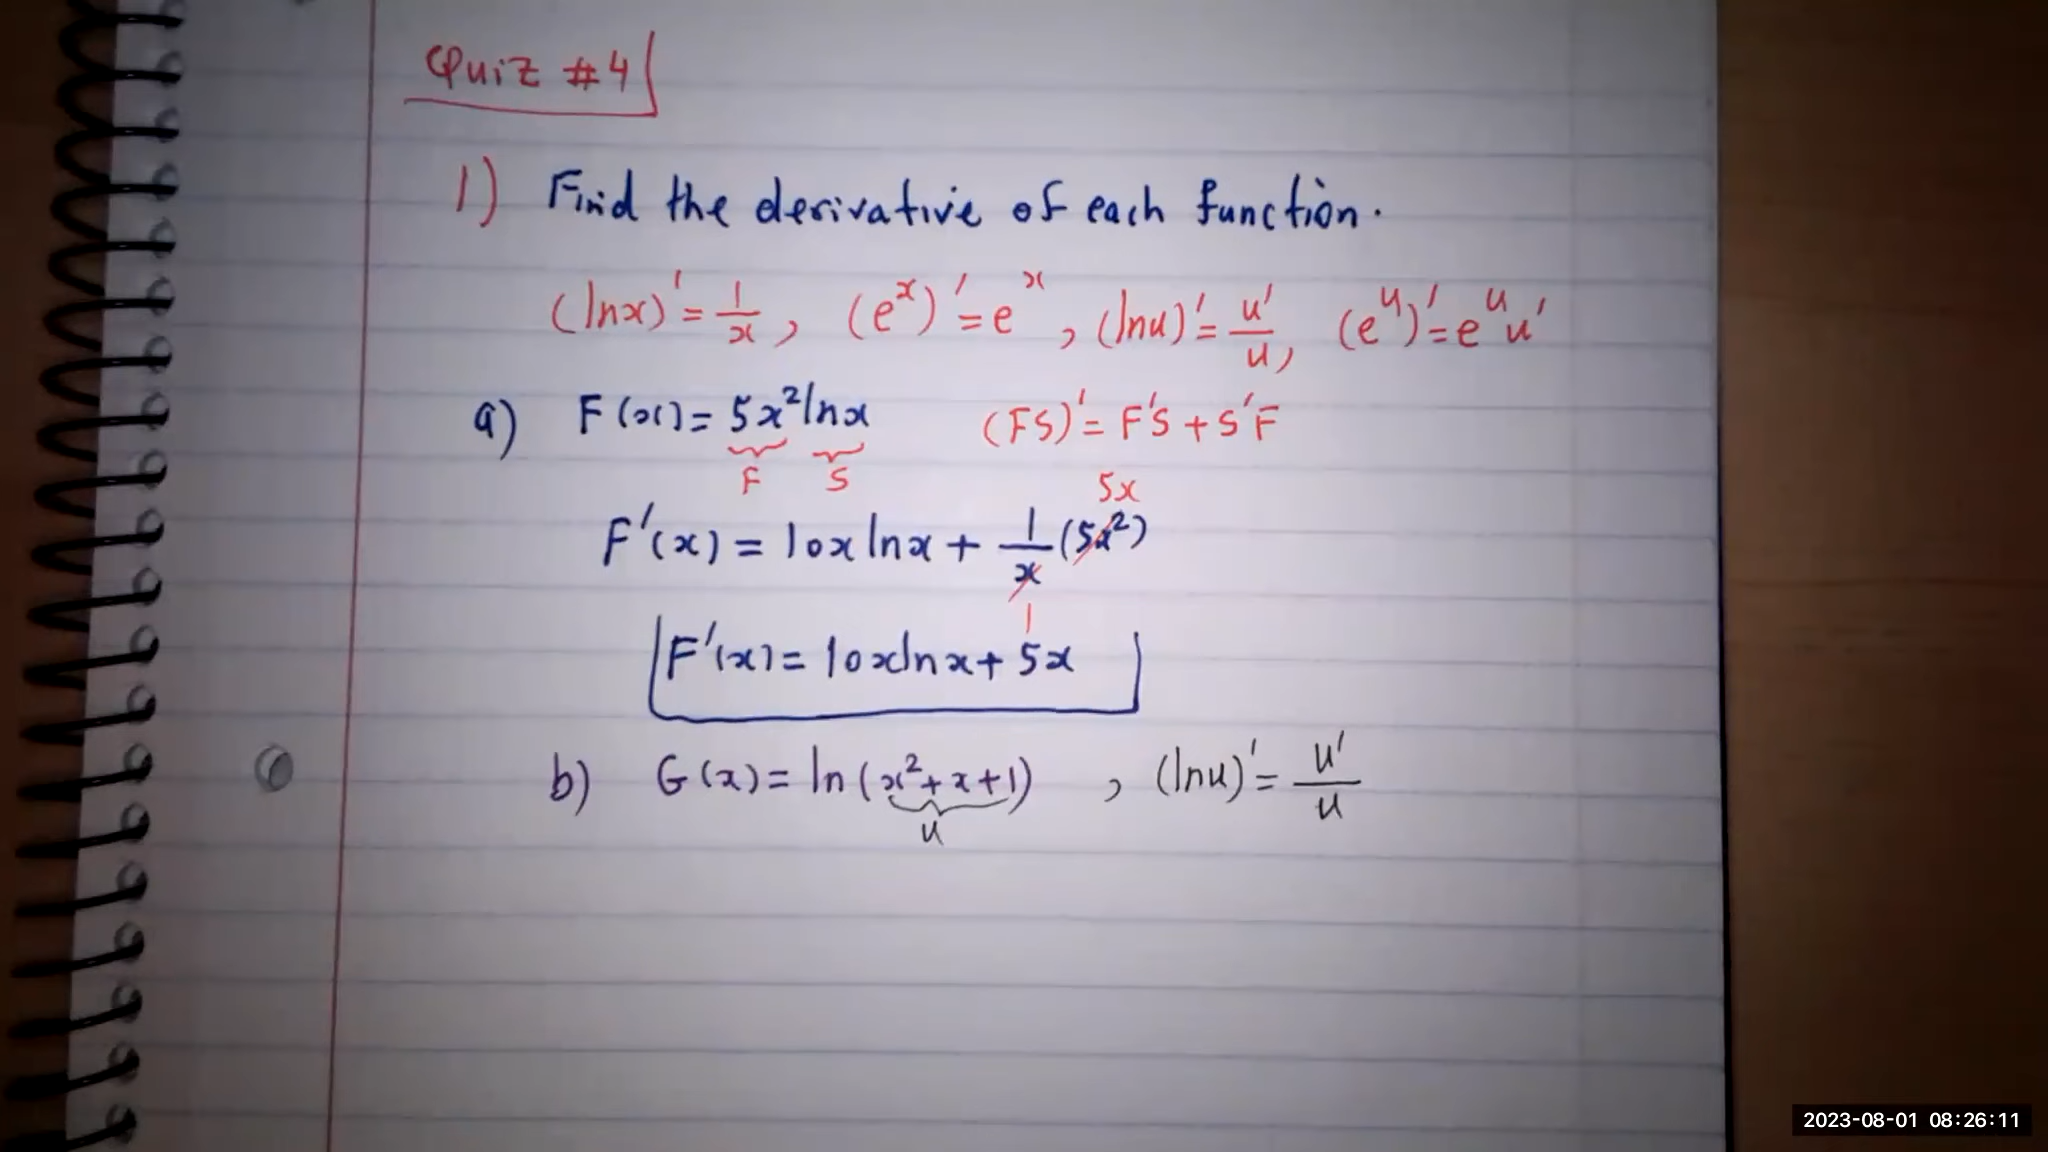 Quiz #4
1) Find the derivative of each function.
(lnx)' = 1/x, (e^x)' = e^x, (lnu)' = u'/u, (e^u)' = e^u u'
a) F(x) = 5x²lnx (FS)' = F'S + S'F
F S
5x
F'(x) = 10x lnx + 1/x (5x²)
1
F'(x) = 10xlnx + 5x
b) G(x) = ln(x²+x+1) , (lnu)' = u'/u
u
2023-08-01 08:26:11